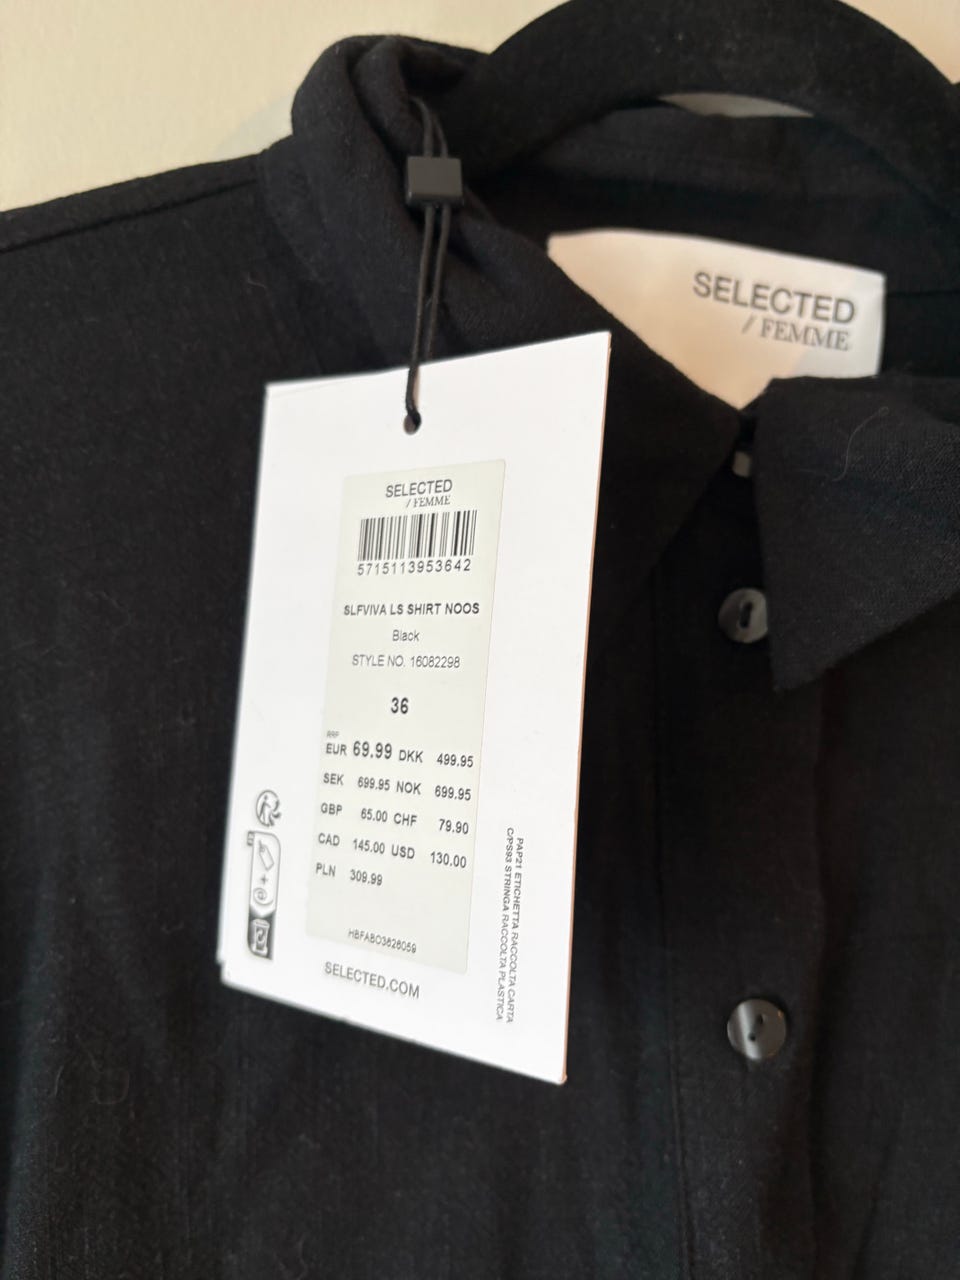 SELECTED
/ FEMME
SELECTED
/ FEMME
5715113953642
SLFVIVA LS SHIRT NOOS
Black
STYLE NO. 16082298
36
RRP
EUR 69.99 DKK 499.95
SEK 699.95 NOK 699.95
GBP 65.00 CHF 79.90
CAD 145.00 USD 130.00
PLN 309.99
HBFABO3628059
SELECTED.COM
PAP21 ETICHETTA RACCOLTA CARTA
C/PS93 STRINGA RACCOLTA PLASTICA